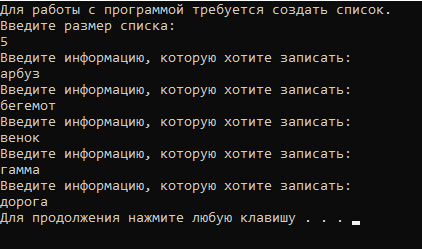 Для работы с программой требуется создать список.
Введите размер списка:
5
Введите информацию, которую хотите записать:
арбуз
Введите информацию, которую хотите записать:
бегемот
Введите информацию, которую хотите записать:
венок
Введите информацию, которую хотите записать:
гамма
Введите информацию, которую хотите записать:
дорога
Для продолжения нажмите любую клавишу . . .